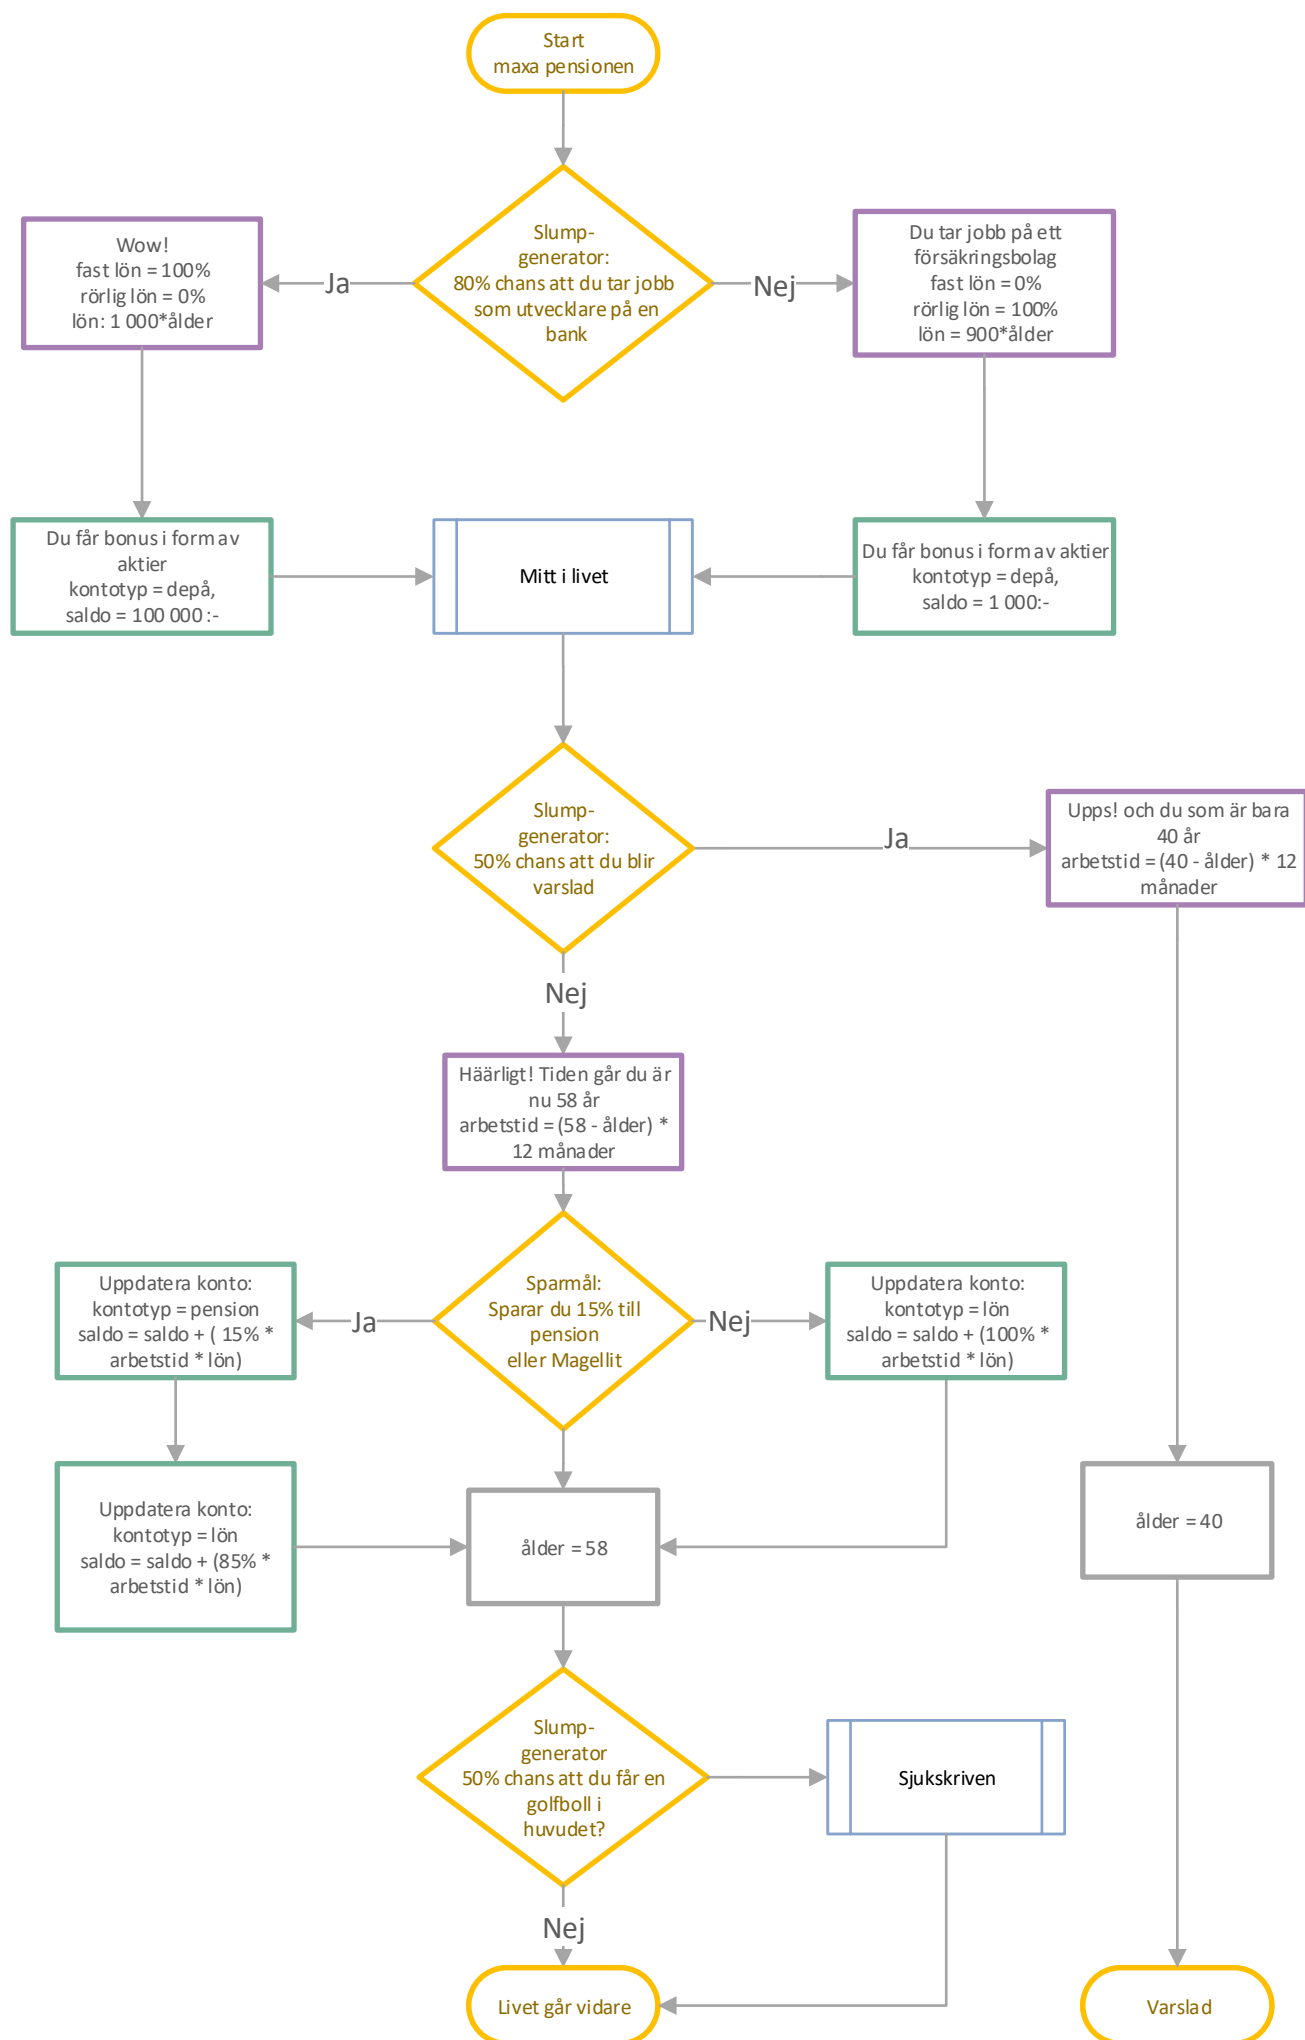 Start
maxa pensionen
Slump-
generator:
80% chans att du tar jobb
som utvecklare på en
bank
Ja
Nej
Wow!
fast lön = 100%
rörlig lön = 0%
lön: 1 000*ålder
Du tar jobb på ett
försäkringsbolag
fast lön = 0%
rörlig lön = 100%
lön = 900*ålder
Du får bonus i form av
aktier
kontotyp = depå,
saldo = 100 000 :-
Mitt i livet
Du får bonus i form av aktier
kontotyp = depå,
saldo = 1 000:-
Slump-
generator:
50% chans att du blir
varslad
Ja
Upps! och du som är bara
40 år
arbetstid = (40 - ålder) * 12
månader
Nej
Häärligt! Tiden går du är
nu 58 år
arbetstid = (58 - ålder) *
12 månader
Sparmål:
Sparar du 15% till
pension
eller Magellit
Ja
Nej
Uppdatera konto:
kontotyp = pension
saldo = saldo + ( 15% *
arbetstid * lön)
Uppdatera konto:
kontotyp = lön
saldo = saldo + (100% *
arbetstid * lön)
Uppdatera konto:
kontotyp = lön
saldo = saldo + (85% *
arbetstid * lön)
ålder = 58
ålder = 40
Slump-
generator
50% chans att du får en
golfboll i
huvudet?
Sjukskriven
Nej
Livet går vidare
Varslad